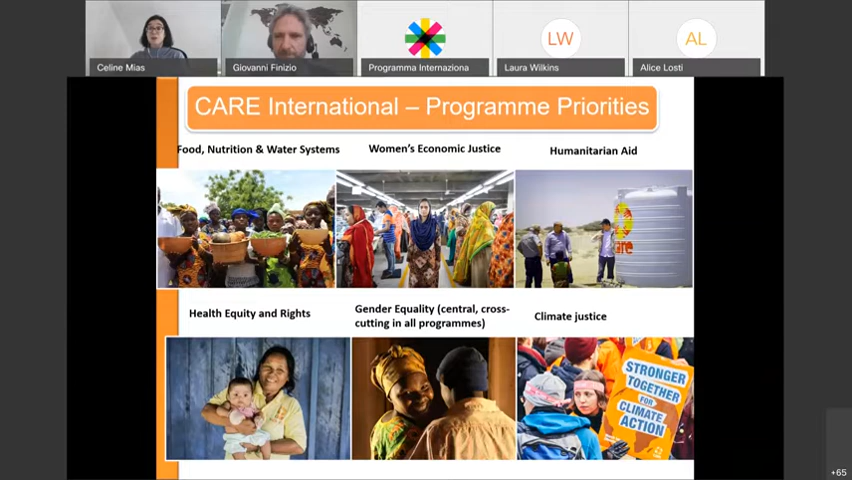 LW
AL
Celine Mias
Giovanni Finizio
Programma Internaziona
Laura Wilkins
Alice Losti
CARE International – Programme Priorities
Food, Nutrition & Water Systems
Women's Economic Justice
Humanitarian Aid
care
Health Equity and Rights
Gender Equality (central, cross-
cutting in all programmes)
Climate justice
STRONGER
TOGETHER
FOR
CLIMATE
ACTION
+65